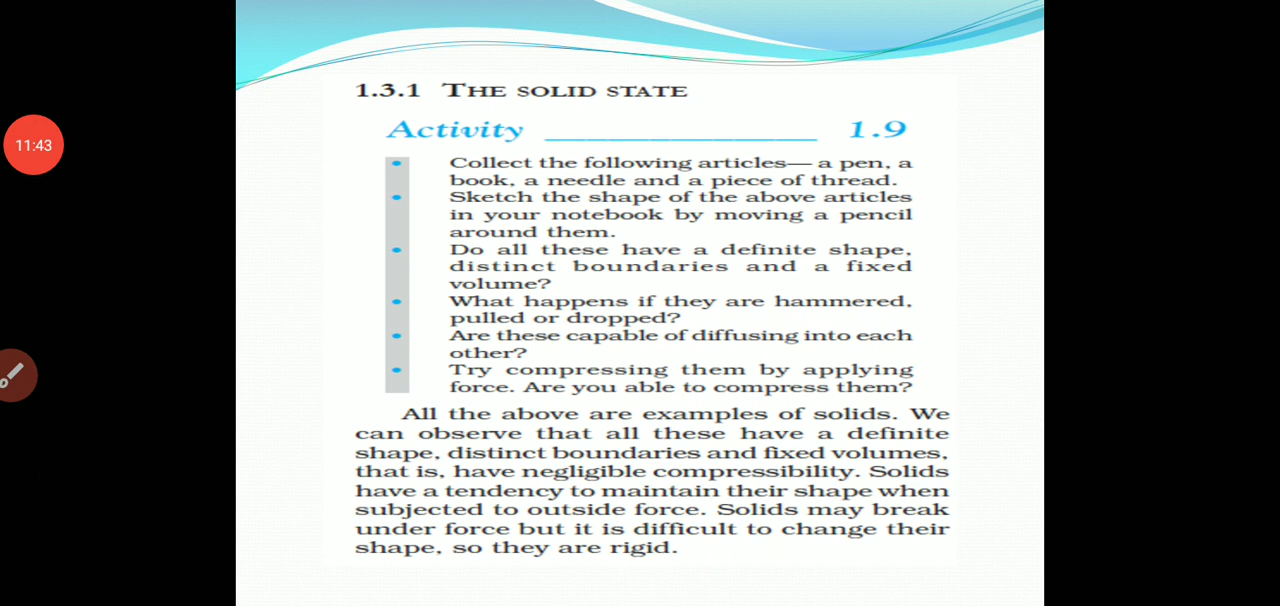 1.3.1 THE SOLID STATE
Activity ____________________ 1.9
11:43
• Collect the following articles— a pen, a
book, a needle and a piece of thread.
• Sketch the shape of the above articles
in your notebook by moving a pencil
around them.
• Do all these have a definite shape,
distinct boundaries and a fixed
volume?
• What happens if they are hammered,
pulled or dropped?
• Are these capable of diffusing into each
other?
• Try compressing them by applying
force. Are you able to compress them?
All the above are examples of solids. We
can observe that all these have a definite
shape, distinct boundaries and fixed volumes,
that is, have negligible compressibility. Solids
have a tendency to maintain their shape when
subjected to outside force. Solids may break
under force but it is difficult to change their
shape, so they are rigid.